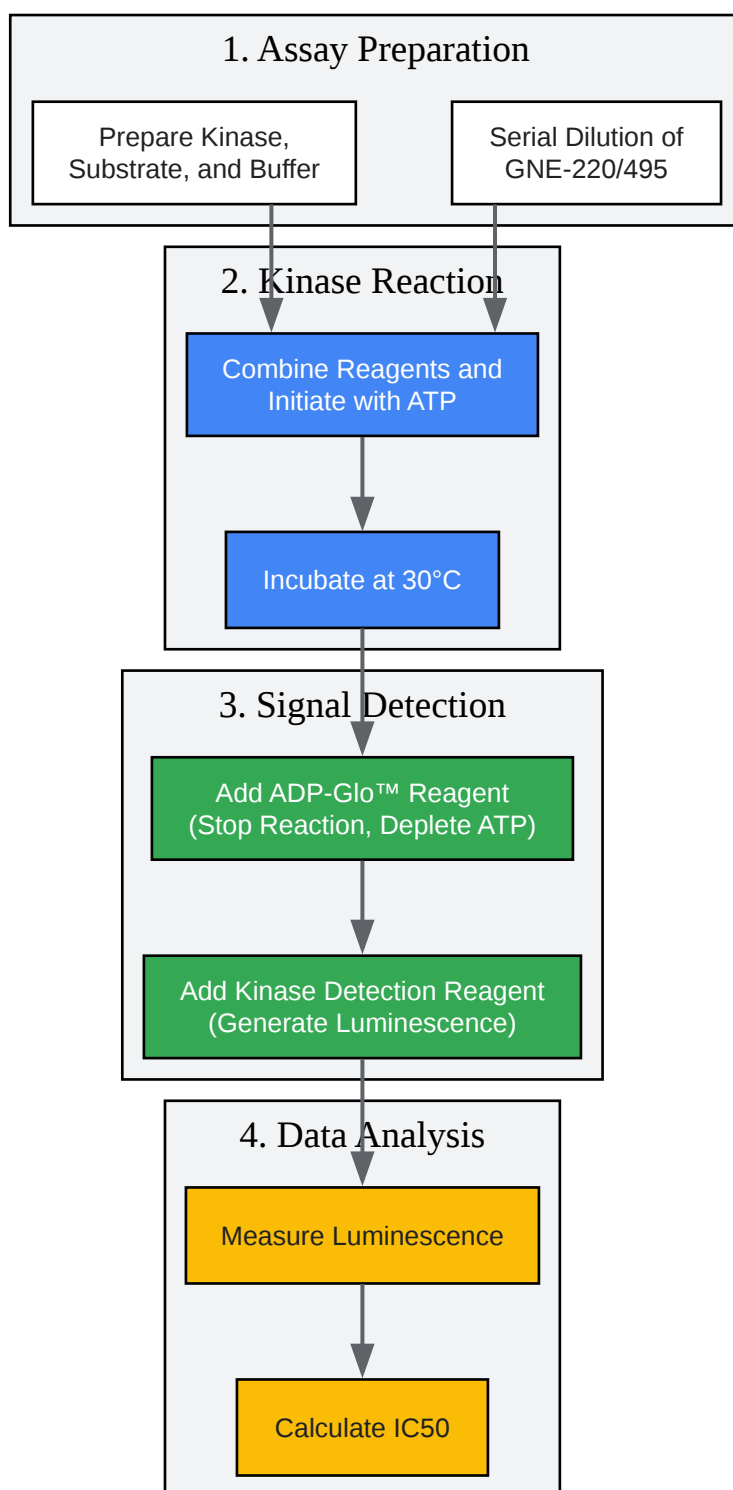 1. Assay Preparation
Prepare Kinase,
Substrate, and Buffer
Serial Dilution of
GNE-220/495
2. Kinase Reaction
Combine Reagents and
Initiate with ATP
Incubate at 30°C
3. Signal Detection
Add ADP-Glo™ Reagent
(Stop Reaction, Deplete ATP)
Add Kinase Detection Reagent
(Generate Luminescence)
4. Data Analysis
Measure Luminescence
Calculate IC50